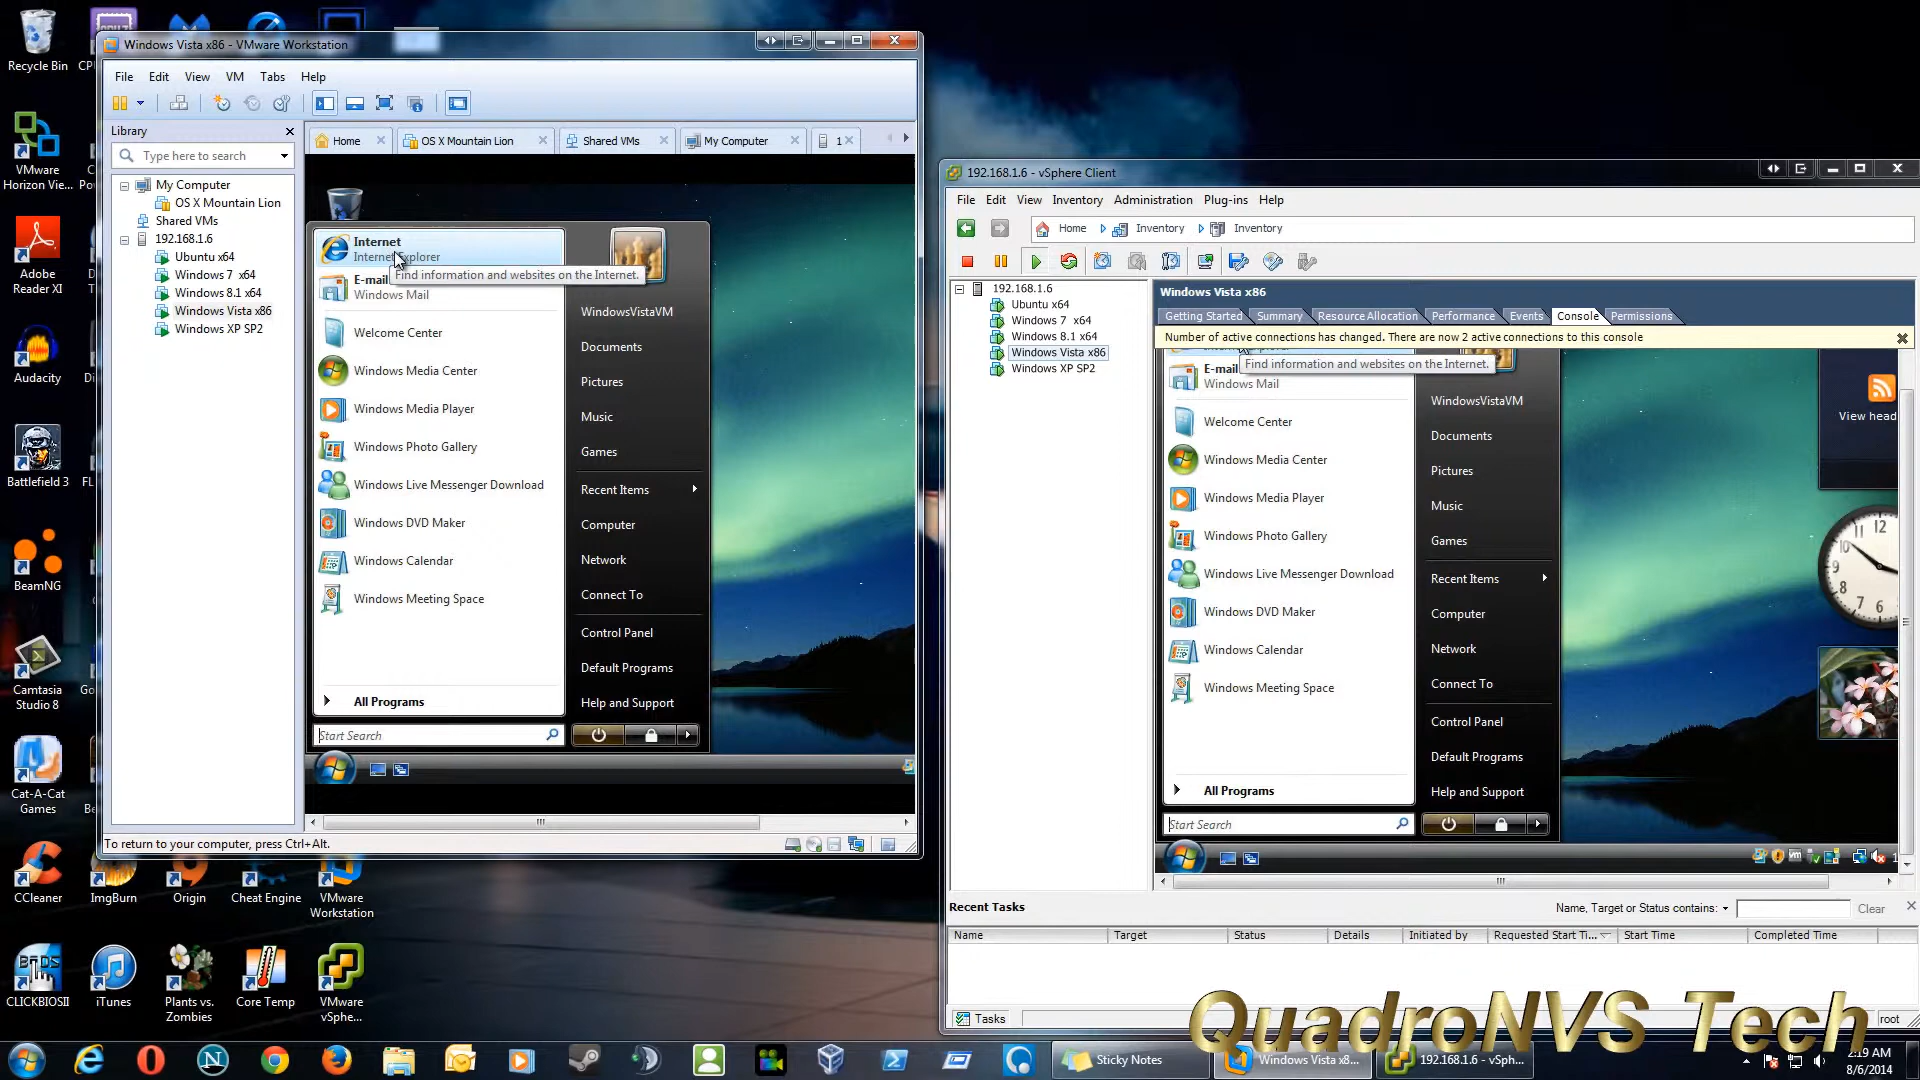 Recycle Bin
Windows Vista x86 - VMware Workstation
File Edit View VM Tabs Help
Library
Type here to search
My Computer
OS X Mountain Lion
Shared VMs
192.168.1.6
Ubuntu x64
Windows 7 x64
Windows 8.1 x64
Windows Vista x86
Windows XP SP2
Home
OS X Mountain Lion
Shared VMs
My Computer
1
Internet
Internet Explorer
Find information and websites on the Internet.
E-mail
Windows Mail
Welcome Center
Windows Media Center
Windows Media Player
Windows Photo Gallery
Windows Live Messenger Download
Windows DVD Maker
Windows Calendar
Windows Meeting Space
All Programs
Start Search
WindowsVistaVM
Documents
Pictures
Music
Games
Recent Items
Computer
Network
Connect To
Control Panel
Default Programs
Help and Support
To return to your computer, press Ctrl+Alt.
VMware
Horizon Vie...
Adobe
Reader XI
Audacity
Battlefield 3
BeamNG
Camtasia
Studio 8
Cat-A-Cat
Games
CCleaner
ImgBurn
Origin
Cheat Engine
VMware
Workstation
CLICKBIOSII
iTunes
Plants vs.
Zombies
Core Temp
VMware
vSphe...
192.168.1.6 - vSphere Client
File Edit View Inventory Administration Plug-ins Help
Home
Inventory
Inventory
192.168.1.6
Ubuntu x64
Windows 7 x64
Windows 8.1 x64
Windows Vista x86
Windows XP SP2
Windows Vista x86
Getting Started
Summary
Resource Allocation
Performance
Events
Console
Permissions
Number of active connections has changed. There are now 2 active connections to this console
E-mail
Windows Mail
Find information and websites on the Internet.
Welcome Center
Windows Media Center
Windows Media Player
Windows Photo Gallery
Windows Live Messenger Download
Windows DVD Maker
Windows Calendar
Windows Meeting Space
All Programs
Start Search
WindowsVistaVM
Documents
Pictures
Music
Games
Recent Items
Computer
Network
Connect To
Control Panel
Default Programs
Help and Support
View head
12
11
10
9
8
7
6
Recent Tasks
Name, Target or Status contains:
Clear
Name
Target
Status
Details
Initiated by
Requested Start Ti...
Start Time
Completed Time
Tasks
root
QuadroNVS Tech
Sticky Notes
Windows Vista x8...
192.168.1.6 - vSph...
2:19 AM
8/6/2014